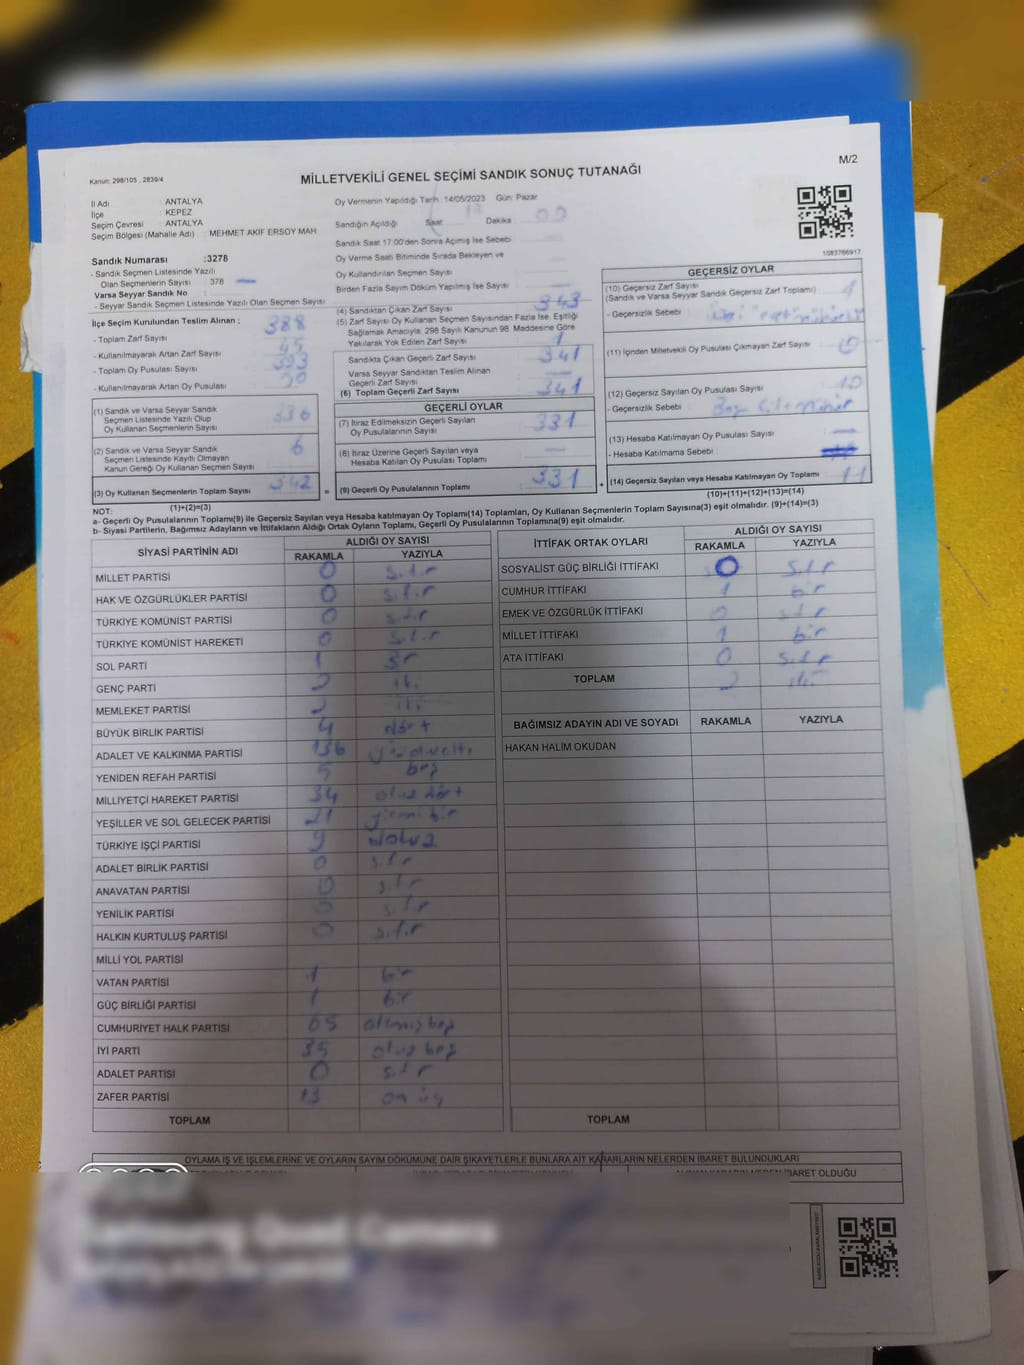 Kanun: 298/105 , 2839/4
MİLLETVEKİLİ GENEL SEÇİMİ SANDIK SONUÇ TUTANAĞI
M/2
İl Adı : ANTALYA
İlçe : KEPEZ
Seçim Çevresi : ANTALYA
Seçim Bölgesi (Mahalle Adı) : MEHMET AKİF ERSOY MAH.
Oy Vermenin Yapıldığı Tarih 14/05/2023 Gün: Pazar
Sandığın Açıldığı Saat Dakika 00
Sandık Saat 17:00'den Sonra Açılmış İse Sebebi
Oy Verme Saati Bitiminde Sırada Bekleyen ve
Oy Kullandırılan Seçmen Sayısı
Birden Fazla Sayım Döküm Yapılmış İse Sayısı
Sandık Numarası :3278
- Sandık Seçmen Listesinde Yazılı
Olan Seçmenlerin Sayısı : 378
Varsa Seyyar Sandık No :
- Seyyar Sandık Seçmen Listesinde Yazılı Olan Seçmen Sayısı
İlçe Seçim Kurulundan Teslim Alınan ;
- Toplam Zarf Sayısı 388
- Kullanılmayarak Artan Zarf Sayısı 45
- Toplam Oy Pusulası Sayısı 393
- Kullanılmayarak Artan Oy Pusulası
(1) Sandık ve Varsa Seyyar Sandık
Seçmen Listesinde Yazılı Olup
Oy Kullanan Seçmenlerin Sayısı 336
(2) Sandık ve Varsa Seyyar Sandık
Seçmen Listesinde Kayıtlı Olmayan
Kanun Gereği Oy Kullanan Seçmen Sayısı 6
(3) Oy Kullanan Seçmenlerin Toplam Sayısı 342
(1)+(2)=(3)
(4) Sandıktan Çıkan Zarf Sayısı 343
(5) Zarf Sayısı Oy Kullanan Seçmen Sayısından Fazla İse, Eşitliği
Sağlamak Amacıyla, 298 Sayılı Kanunun 98. Maddesine Göre
Yakılarak Yok Edilen Zarf Sayısı 1
Sandıkta Çıkan Geçerli Zarf Sayısı 341
Varsa Seyyar Sandıktan Teslim Alınan
Geçerli Zarf Sayısı
(6) Toplam Geçerli Zarf Sayısı 341
GEÇERLİ OYLAR
(7) İtiraz Edilmeksizin Geçerli Sayılan
Oy Pusulalarının Sayısı 331
(8) İtiraz Üzerine Geçerli Sayılan veya
Hesaba Katılan Oy Pusulası Toplamı
= (9) Geçerli Oy Pusulalarının Toplamı 331
1083766917
GEÇERSİZ OYLAR
(10) Geçersiz Zarf Sayısı 1
(Sandık ve Varsa Seyyar Sandık Geçersiz Zarf Toplamı)
- Geçersizlik Sebebi
(11) İçinden Milletvekili Oy Pusulası Çıkmayan Zarf Sayısı 0
(12) Geçersiz Sayılan Oy Pusulası Sayısı 10
- Geçersizlik Sebebi
(13) Hesaba Katılmayan Oy Pusulası Sayısı
- Hesaba Katılmama Sebebi
+ (14) Geçersiz Sayılan veya Hesaba Katılmayan Oy Toplamı 11
(10)+(11)+(12)+(13)=(14)
NOT:
a- Geçerli Oy Pusulasının Toplamı(9) ile Geçersiz Sayılan veya Hesaba Katılmayan Oy Toplamı(14) Toplamları, Oy Kullanan Seçmenlerin Toplam Sayısına(3) eşit olmalıdır. (9)+(14)=(3)
b- Siyasi Partilerin, Bağımsız Adayların ve İttifakların Aldığı Ortak Oyların Toplamı, Geçerli Oy Pusulalarının Toplamına(9) eşit olmalıdır.
SİYASİ PARTİNİN ADI ALDIĞI OY SAYISI
RAKAMLA YAZIYLA
MİLLET PARTİSİ 0 sıfır
HAK VE ÖZGÜRLÜKLER PARTİSİ 0 sıfır
TÜRKİYE KOMÜNİST PARTİSİ 0 sıfır
TÜRKİYE KOMÜNİST HAREKETİ 0 sıfır
SOL PARTİ 1 bir
GENÇ PARTİ 2 iki
MEMLEKET PARTİSİ 2 iki
BÜYÜK BİRLİK PARTİSİ 4 dört
ADALET VE KALKINMA PARTİSİ 136
YENİDEN REFAH PARTİSİ 5 beş
MİLLİYETÇİ HAREKET PARTİSİ 34 otuz dört
YEŞİLLER VE SOL GELECEK PARTİSİ 21 yirmi bir
TÜRKİYE İŞÇİ PARTİSİ 9 dokuz
ADALET BİRLİK PARTİSİ 0 sıfır
ANAVATAN PARTİSİ 0 sıfır
YENİLİK PARTİSİ 0 sıfır
HALKIN KURTULUŞ PARTİSİ 0 sıfır
MİLLİ YOL PARTİSİ
VATAN PARTİSİ 1 bir
GÜÇ BİRLİĞİ PARTİSİ 1 bir
CUMHURİYET HALK PARTİSİ 65 altmış beş
İYİ PARTİ 35 otuz beş
ADALET PARTİSİ 0 sıfır
ZAFER PARTİSİ 13 on üç
TOPLAM
İTTİFAK ORTAK OYLARI ALDIĞI OY SAYISI
RAKAMLA YAZIYLA
SOSYALİST GÜÇ BİRLİĞİ İTTİFAKI 0 sıfır
CUMHUR İTTİFAKI 1 bir
EMEK VE ÖZGÜRLÜK İTTİFAKI 0 sıfır
MİLLET İTTİFAKI 1 bir
ATA İTTİFAKI 0 sıfır
TOPLAM 2 iki
BAĞIMSIZ ADAYIN ADI VE SOYADI RAKAMLA YAZIYLA
HAKAN HALİM OKUDAN
TOPLAM
OYLAMA İŞ VE İŞLEMLERİNE VE OYLARIN SAYIM DÖKÜMÜNE DAİR ŞİKAYETLERLE BUNLARA AİT KARARLARIN NELERDEN İBARET BULUNDUKLARI